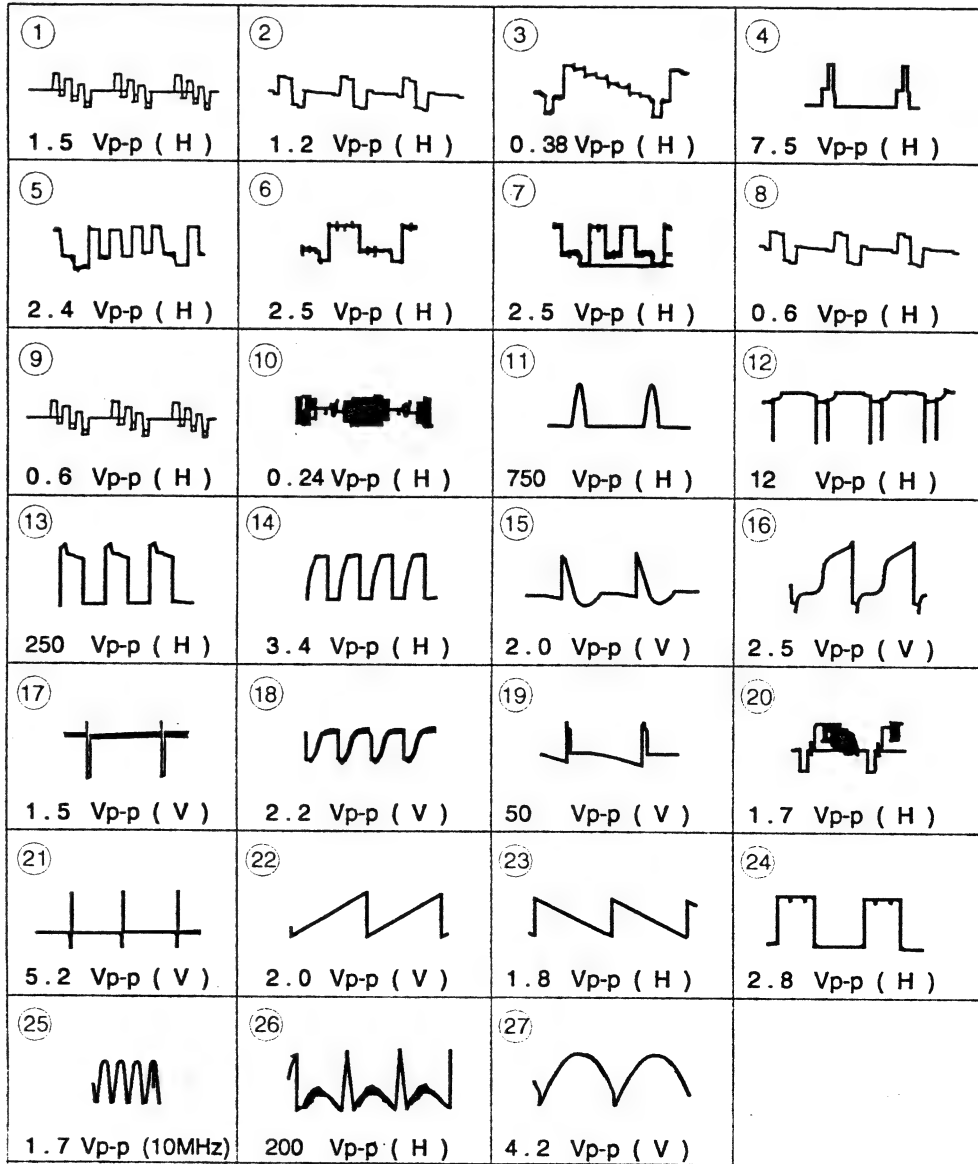 1 2 3 4
1.5 Vp-p ( H ) 1.2 Vp-p ( H ) 0.38 Vp-p ( H ) 7.5 Vp-p ( H )
5 6 7 8
2.4 Vp-p ( H ) 2.5 Vp-p ( H ) 2.5 Vp-p ( H ) 0.6 Vp-p ( H )
9 10 11 12
0.6 Vp-p ( H ) 0.24 Vp-p ( H ) 750 Vp-p ( H ) 12 Vp-p ( H )
13 14 15 16
250 Vp-p ( H ) 3.4 Vp-p ( H ) 2.0 Vp-p ( V ) 2.5 Vp-p ( V )
17 18 19 20
1.5 Vp-p ( V ) 2.2 Vp-p ( V ) 50 Vp-p ( V ) 1.7 Vp-p ( H )
21 22 23 24
5.2 Vp-p ( V ) 2.0 Vp-p ( V ) 1.8 Vp-p ( H ) 2.8 Vp-p ( H )
25 26 27
1.7 Vp-p (10MHz) 200 Vp-p ( H ) 4.2 Vp-p ( V )